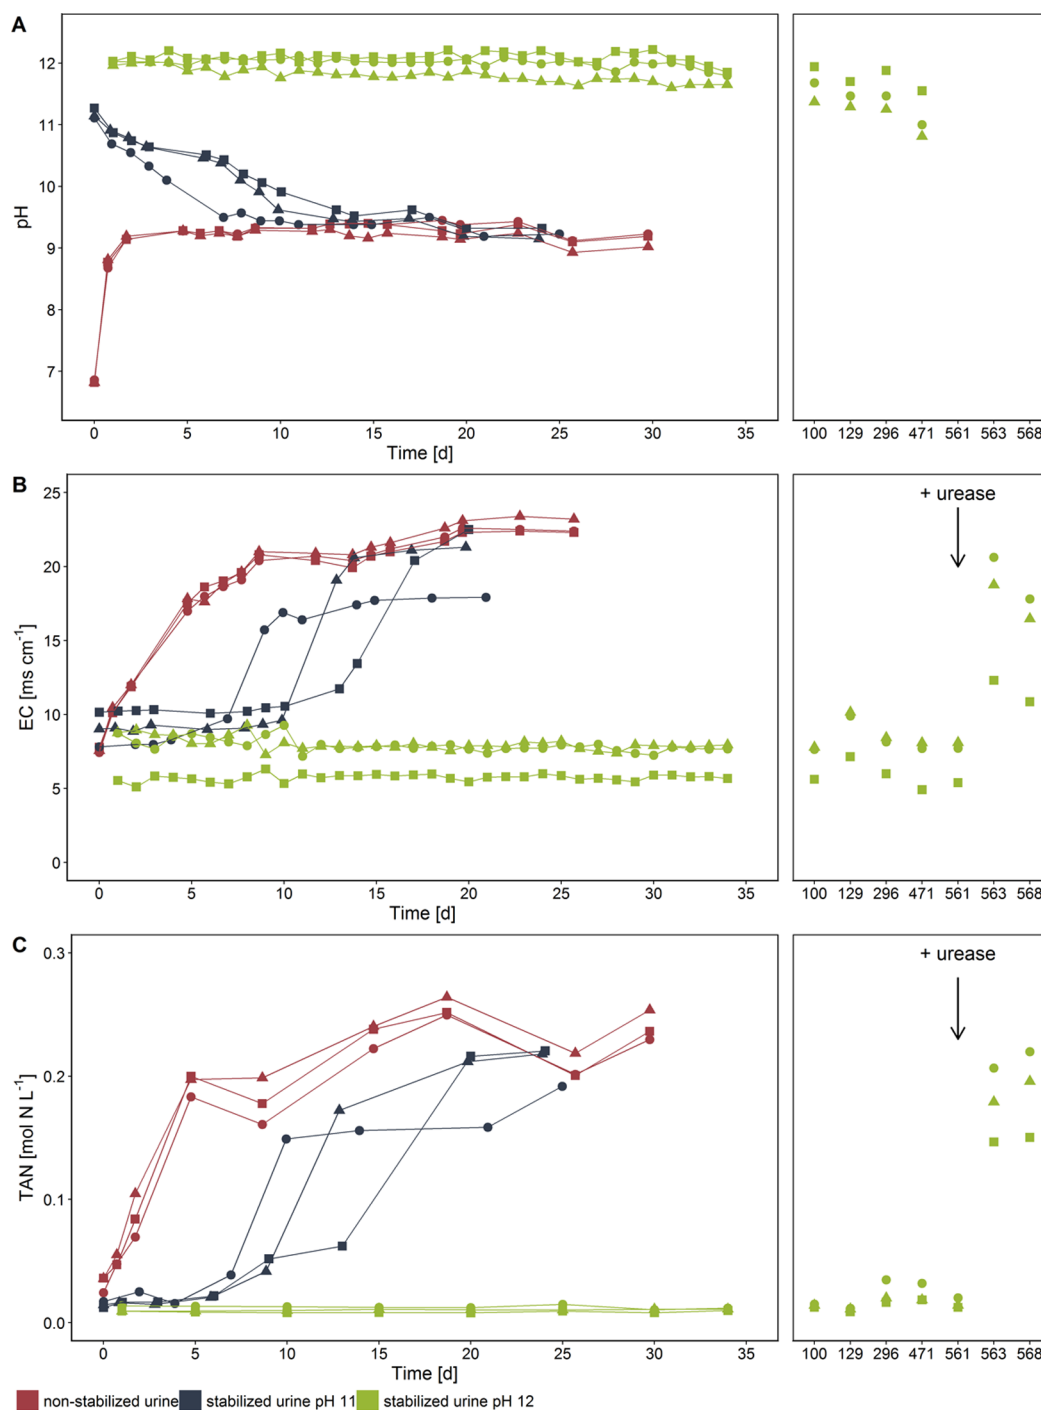 A
12
11
10
9
8
7
pH
0 5 10 15 20 25 30 35
Time [d]
100 129 296 471 561 563 568
B
25
20
15
10
5
0
EC [ms cm⁻¹]
0 5 10 15 20 25 30 35
Time [d]
+ urease
100 129 296 471 561 563 568
C
0.3
0.2
0.1
0.0
TAN [mol N L⁻¹]
0 5 10 15 20 25 30 35
Time [d]
+ urease
100 129 296 471 561 563 568
non-stabilized urine stabilized urine pH 11 stabilized urine pH 12